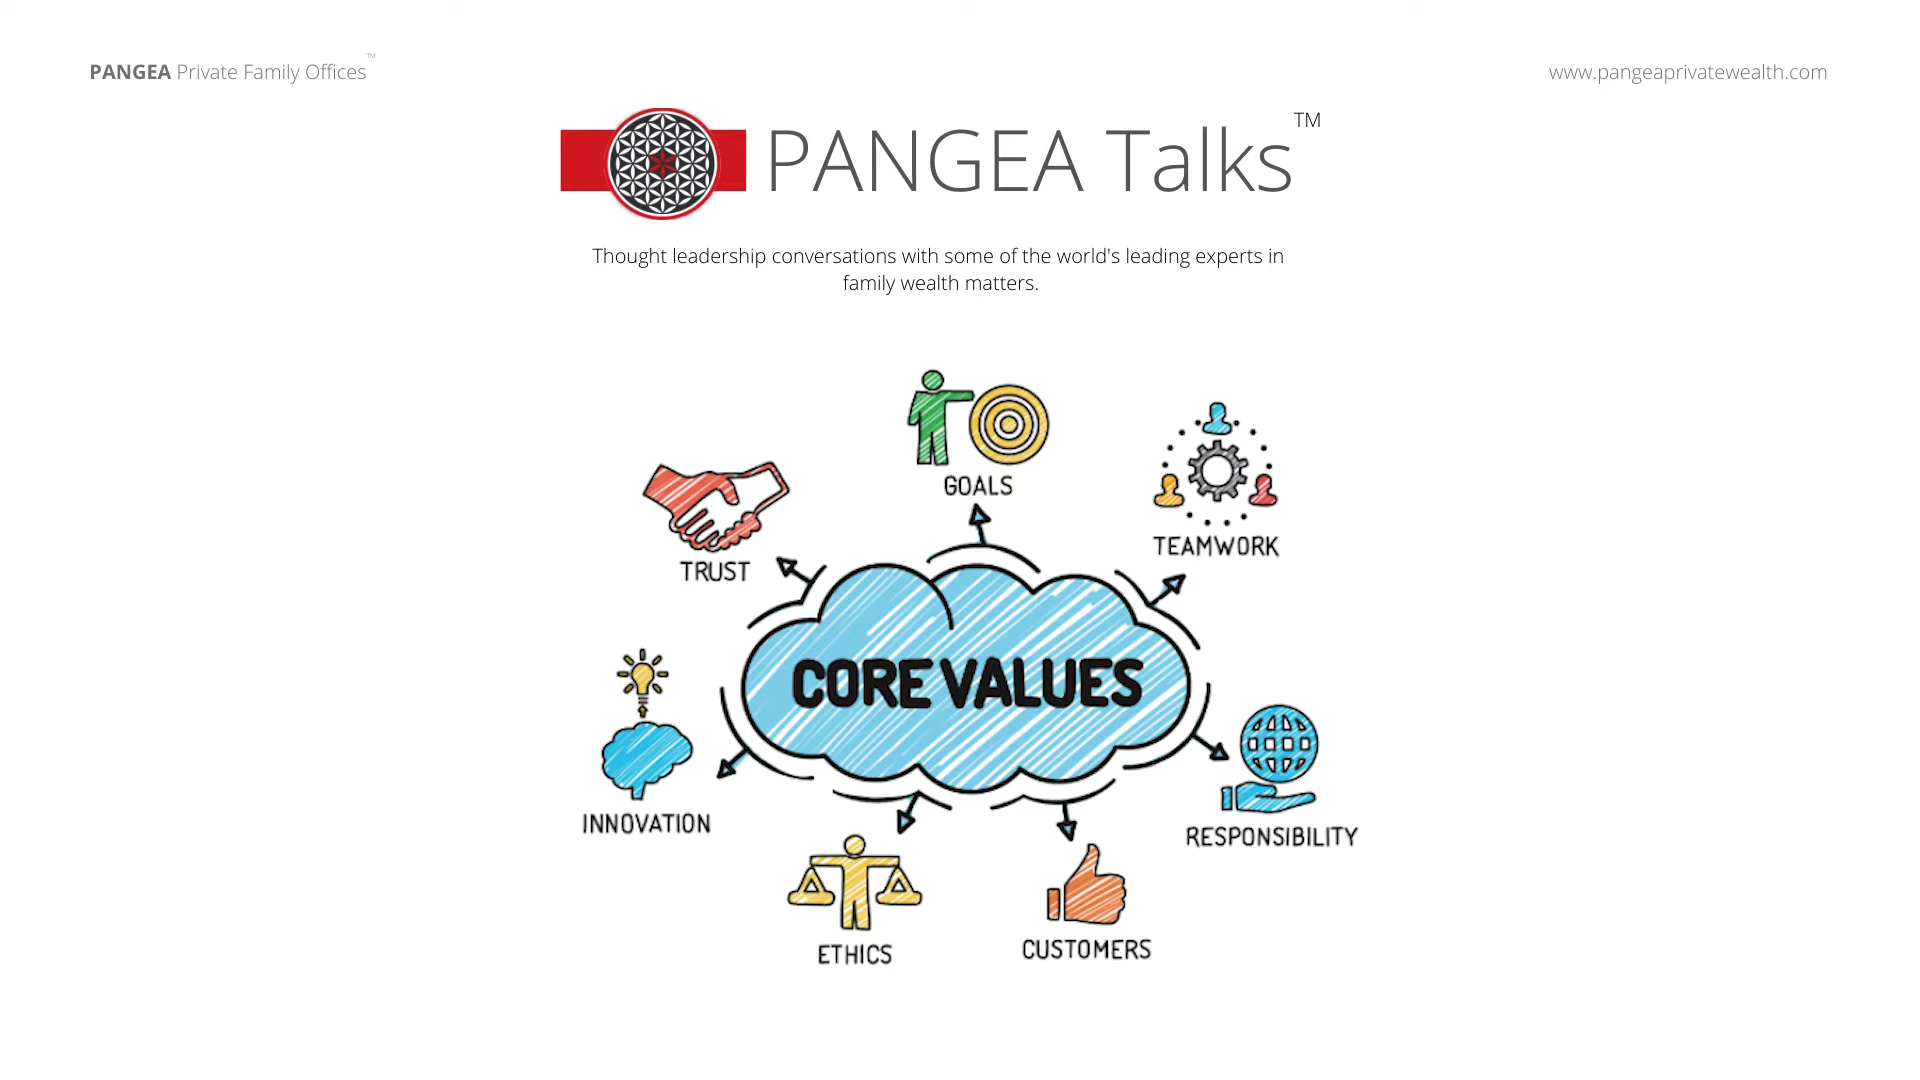 PANGEA Private Family Offices™
www.pangeaprivatewealth.com
PANGEA Talks™
Thought leadership conversations with some of the world's leading experts in
family wealth matters.
GOALS
TEAMWORK
TRUST
CORE VALUES
INNOVATION
RESPONSIBILITY
ETHICS
CUSTOMERS